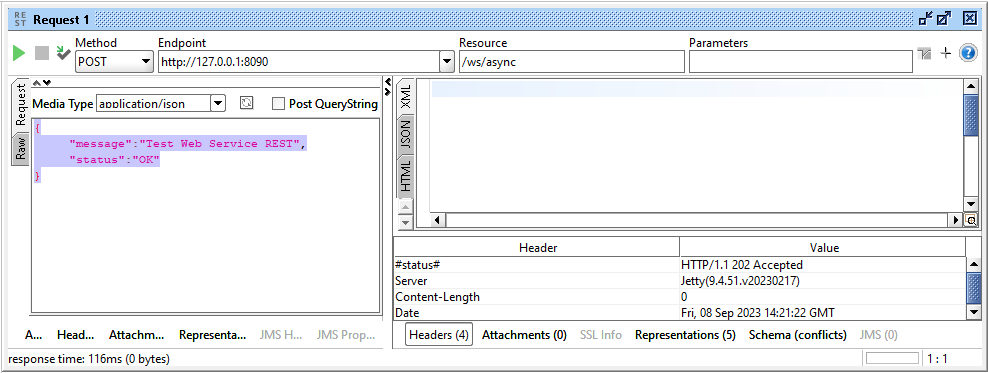 RE ST Request 1
Method Endpoint Resource Parameters
POST http://127.0.0.1:8090 /ws/async
Request
Raw
Media Type application/json Post QueryString
{
"message":"Test Web Service REST",
"status":"OK"
}
XML
JSON
HTML
Header Value
#status# HTTP/1.1 202 Accepted
Server Jetty(9.4.51.v20230217)
Content-Length 0
Date Fri, 08 Sep 2023 14:21:22 GMT
A... Head... Attachm... Representa... JMS H... JMS Prop...
Headers (4) Attachments (0) SSL Info Representations (5) Schema (conflicts) JMS (0)
response time: 116ms (0 bytes) 1 : 1